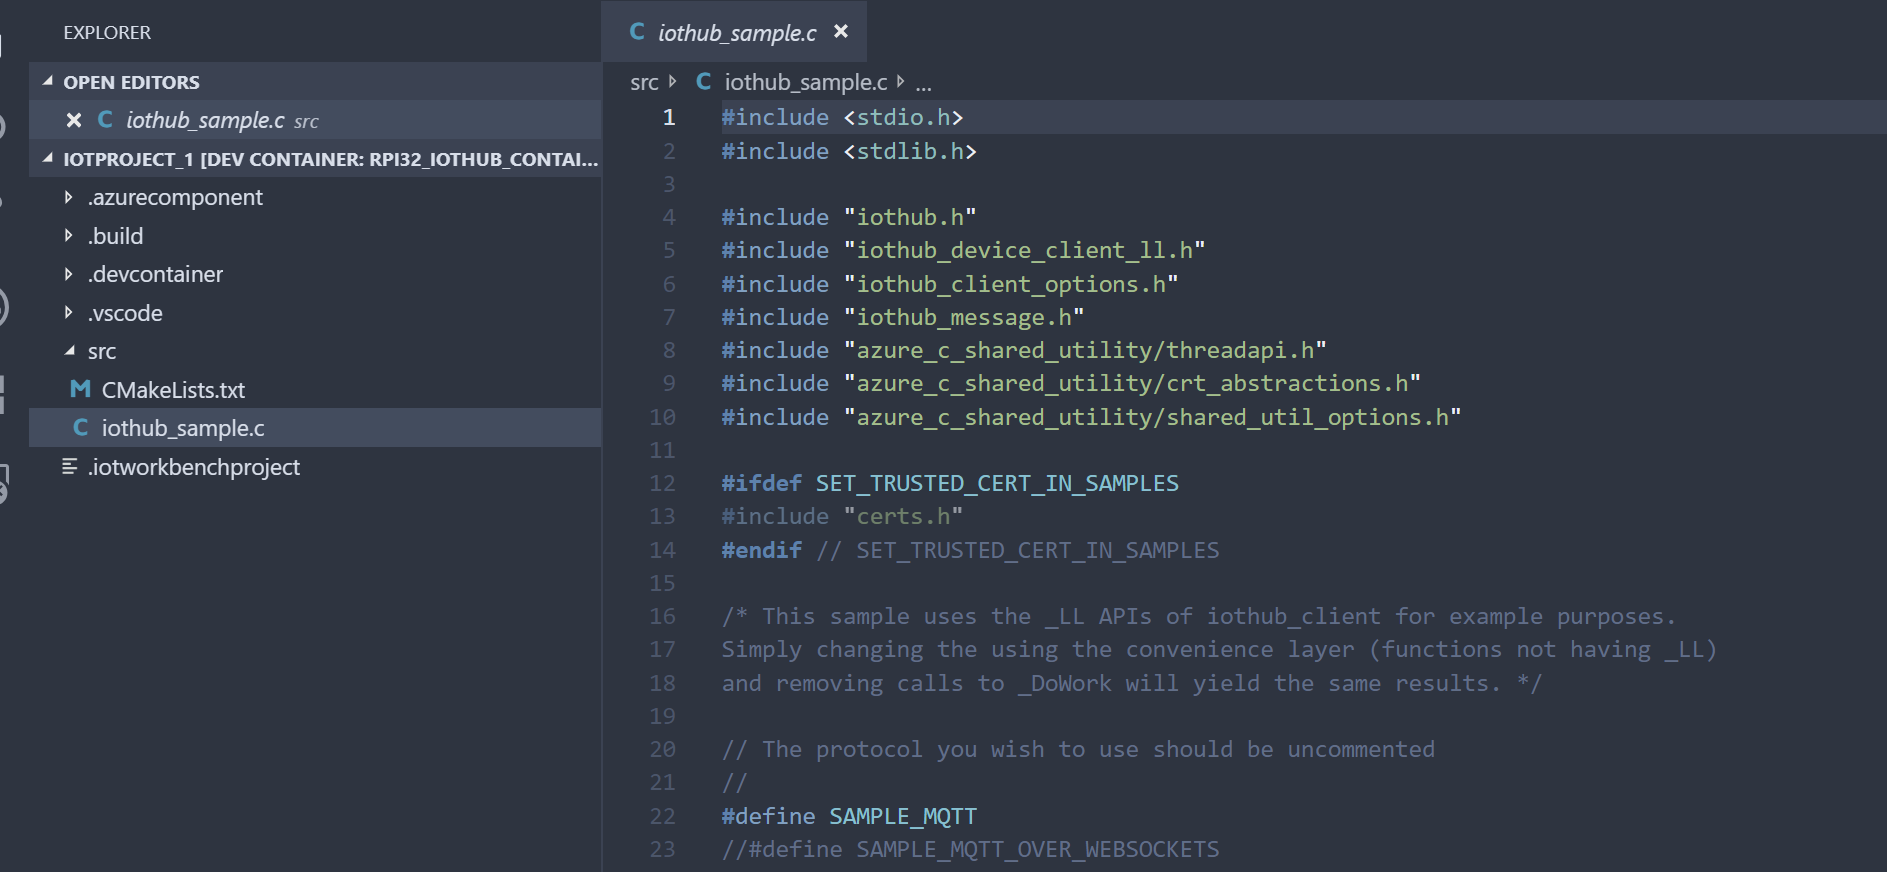 EXPLORER
OPEN EDITORS
iothub_sample.c src
IOTPROJECT_1 [DEV CONTAINER: RPI32_IOTHUB_CONTAI...
.azurecomponent
.build
.devcontainer
.vscode
src
M CMakeLists.txt
C iothub_sample.c
.iotworkbenchproject
C iothub_sample.c
src C iothub_sample.c ...
1 #include <stdio.h>
2 #include <stdlib.h>
3
4 #include "iothub.h"
5 #include "iothub_device_client_ll.h"
6 #include "iothub_client_options.h"
7 #include "iothub_message.h"
8 #include "azure_c_shared_utility/threadapi.h"
9 #include "azure_c_shared_utility/crt_abstractions.h"
10 #include "azure_c_shared_utility/shared_util_options.h"
11
12 #ifdef SET_TRUSTED_CERT_IN_SAMPLES
13 #include "certs.h"
14 #endif // SET_TRUSTED_CERT_IN_SAMPLES
15
16 /* This sample uses the _LL APIs of iothub_client for example purposes.
17 Simply changing the using the convenience layer (functions not having _LL)
18 and removing calls to _DoWork will yield the same results. */
19
20 // The protocol you wish to use should be uncommented
21 //
22 #define SAMPLE_MQTT
23 //#define SAMPLE_MQTT_OVER_WEBSOCKETS